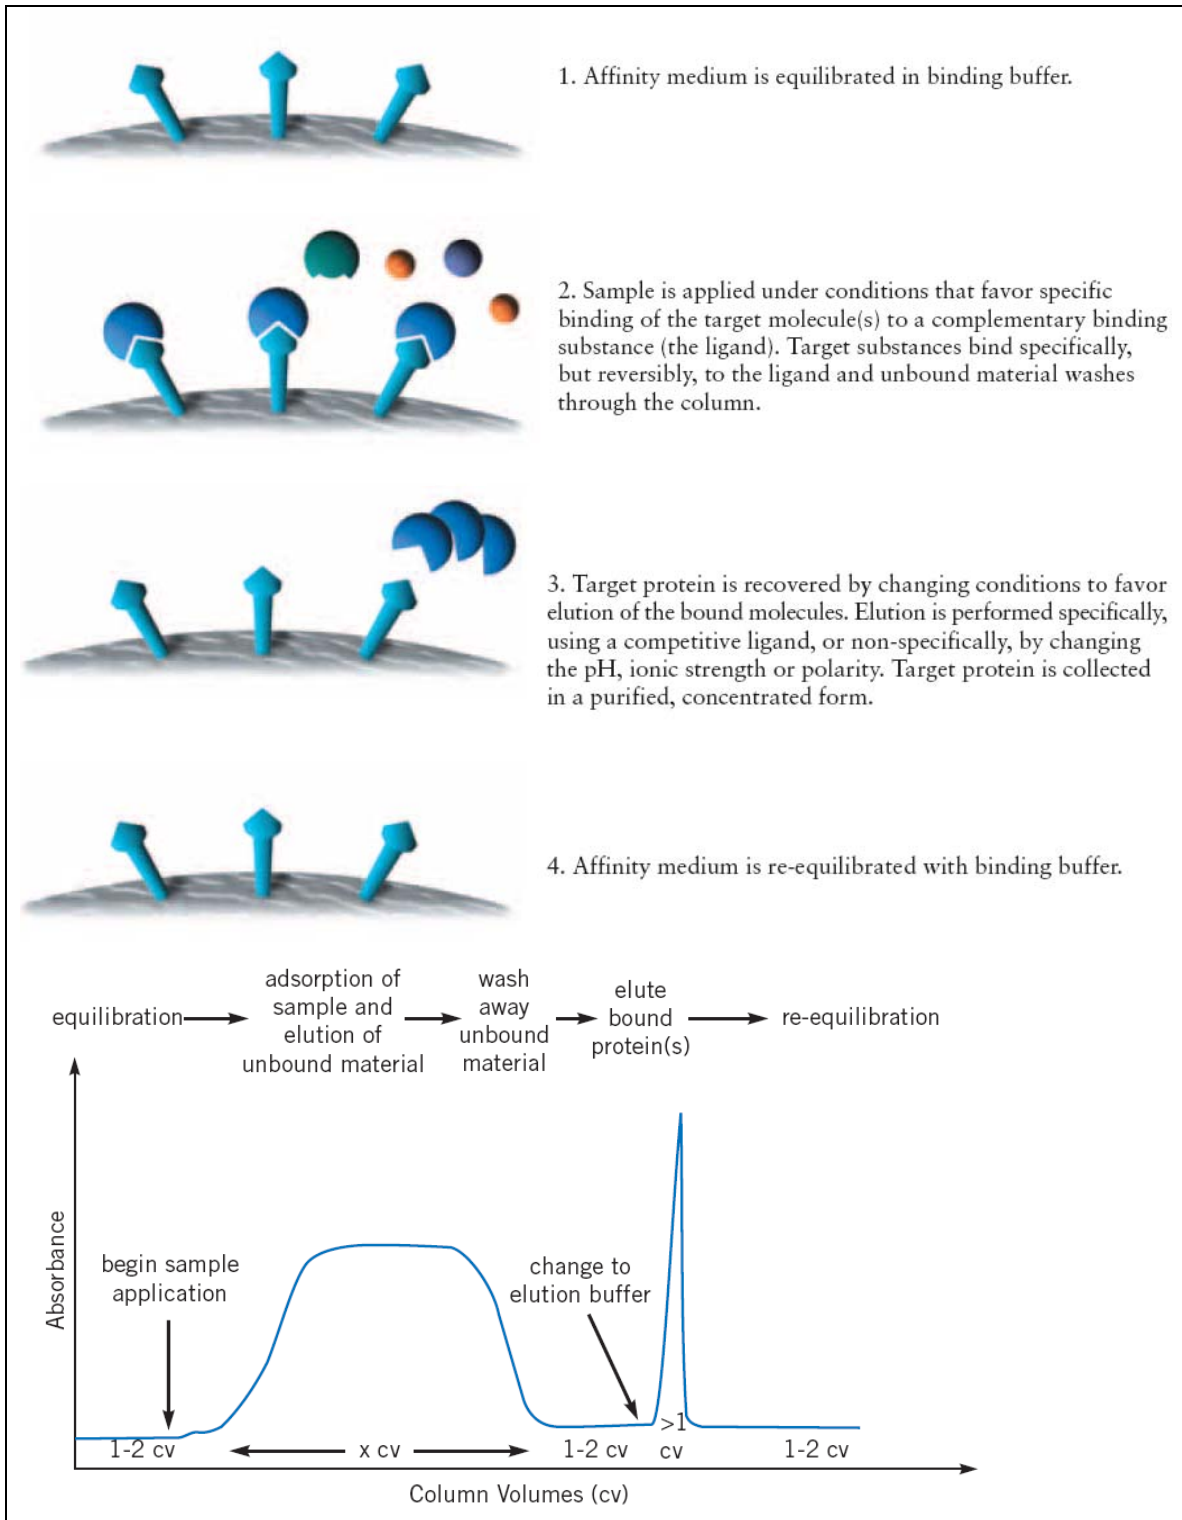 1. Affinity medium is equilibrated in binding buffer.
2. Sample is applied under conditions that favor specific
binding of the target molecule(s) to a complementary binding
substance (the ligand). Target substances bind specifically,
but reversibly, to the ligand and unbound material washes
through the column.
3. Target protein is recovered by changing conditions to favor
elution of the bound molecules. Elution is performed specifically,
using a competitive ligand, or non-specifically, by changing
the pH, ionic strength or polarity. Target protein is collected
in a purified, concentrated form.
4. Affinity medium is re-equilibrated with binding buffer.
equilibration
adsorption of
sample and
elution of
unbound material
wash
away
unbound
material
elute
bound
protein(s)
re-equilibration
Absorbance
begin sample
application
change to
elution buffer
1-2 cv
x cv
1-2 cv
>1
cv
1-2 cv
Column Volumes (cv)